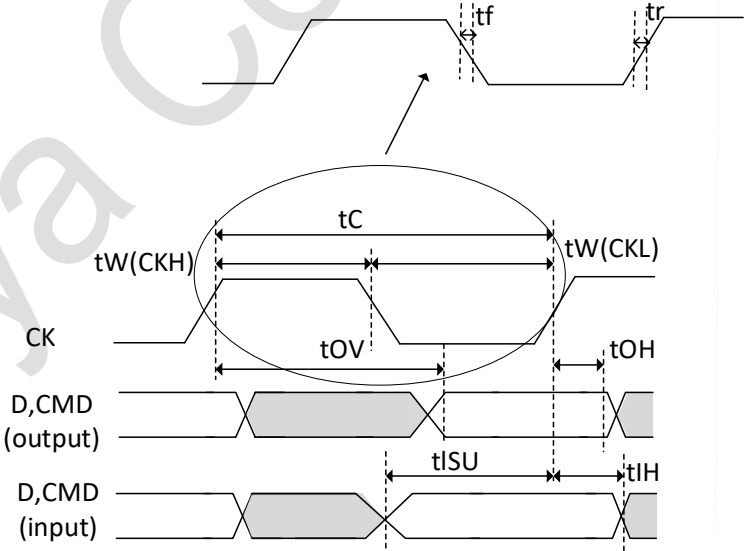 tf
tr
tC
tW(CKH)
tW(CKL)
CK
tOV
tOH
D,CMD
(output)
tISU
tIH
D,CMD
(input)